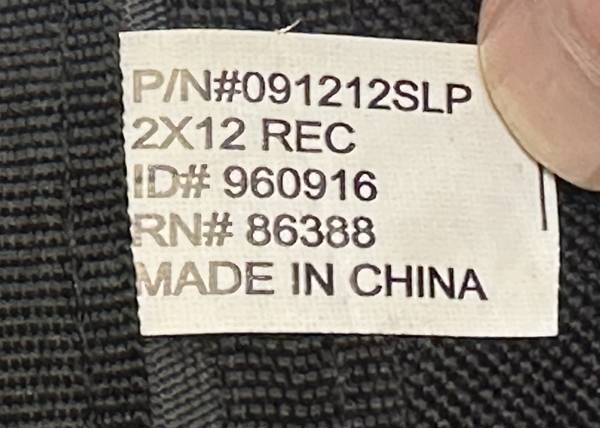 P/N#091212SLP
2X12 REC
ID# 960916
RN# 86388
MADE IN CHINA